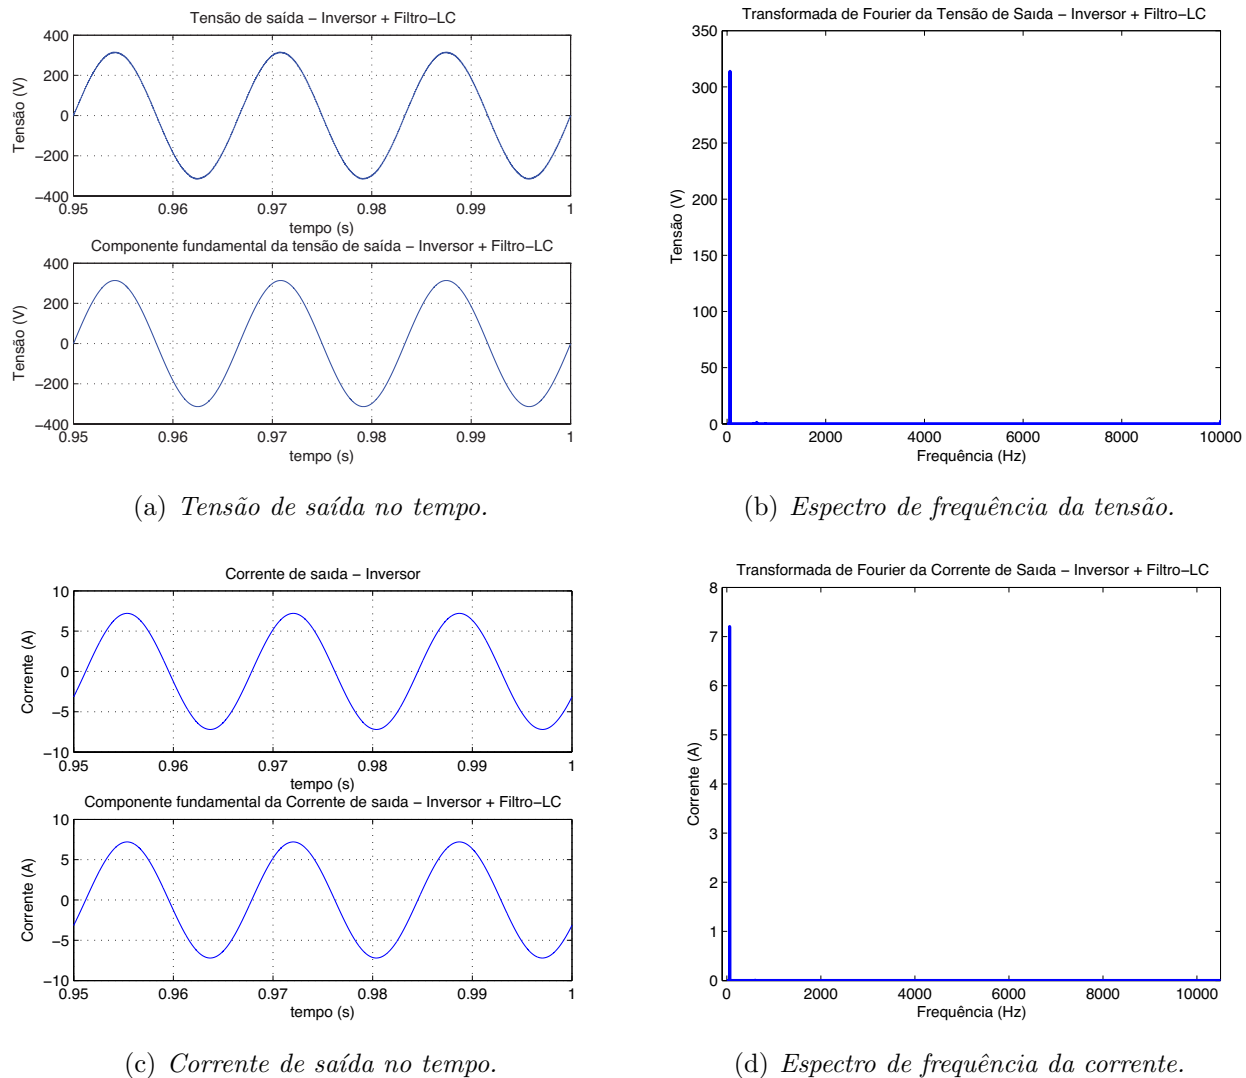 Tensão de saída − Inversor + Filtro−LC
400
200
0
−200
−400
Tensão (V)
0.95 0.96 0.97 0.98 0.99 1
tempo (s)
Componente fundamental da tensão de saída − Inversor + Filtro−LC
400
200
0
−200
−400
Tensão (V)
0.95 0.96 0.97 0.98 0.99 1
tempo (s)
(a) Tensão de saída no tempo.
Transformada de Fourier da Tensão de Saıda − Inversor + Filtro−LC
350
300
250
200
150
100
50
0
Tensão (V)
0 2000 4000 6000 8000 10000
Frequência (Hz)
(b) Espectro de frequência da tensão.
Corrente de saıda − Inversor
10
5
0
−5
−10
Corrente (A)
0.95 0.96 0.97 0.98 0.99 1
tempo (s)
Componente fundamental da Corrente de saıda − Inversor + Filtro−LC
10
5
0
−5
−10
Corrente (A)
0.95 0.96 0.97 0.98 0.99 1
tempo (s)
(c) Corrente de saída no tempo.
Transformada de Fourier da Corrente de Saıda − Inversor + Filtro−LC
8
7
6
5
4
3
2
1
0
Corrente (A)
0 2000 4000 6000 8000 10000
Frequência (Hz)
(d) Espectro de frequência da corrente.